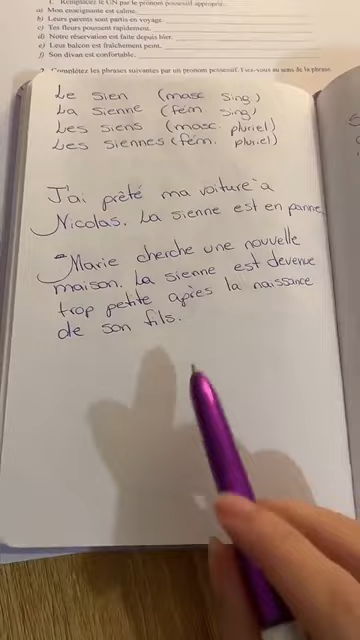 1. Remplacez le GN par le pronom possessif approprié.
a) Mon enseignante est calme.
b) Leurs parents sont partis en voyage.
c) Tes fleurs poussent rapidement.
d) Notre réservation est faite depuis hier.
e) Leur balcon est fraîchement peint.
f) Son divan est confortable.
2. Complétez les phrases suivantes par un pronom possessif. Fiez-vous au sens de la phrase.
Le sien (masc sing)
La sienne (fém. sing)
Les siens (masc. pluriel)
Les siennes (fém. pluriel)
J'ai prêté ma voiture à
Nicolas. La sienne est en panne.
Marie cherche une nouvelle
maison. La sienne est devenue
trop petite après la naissance
de son fils.